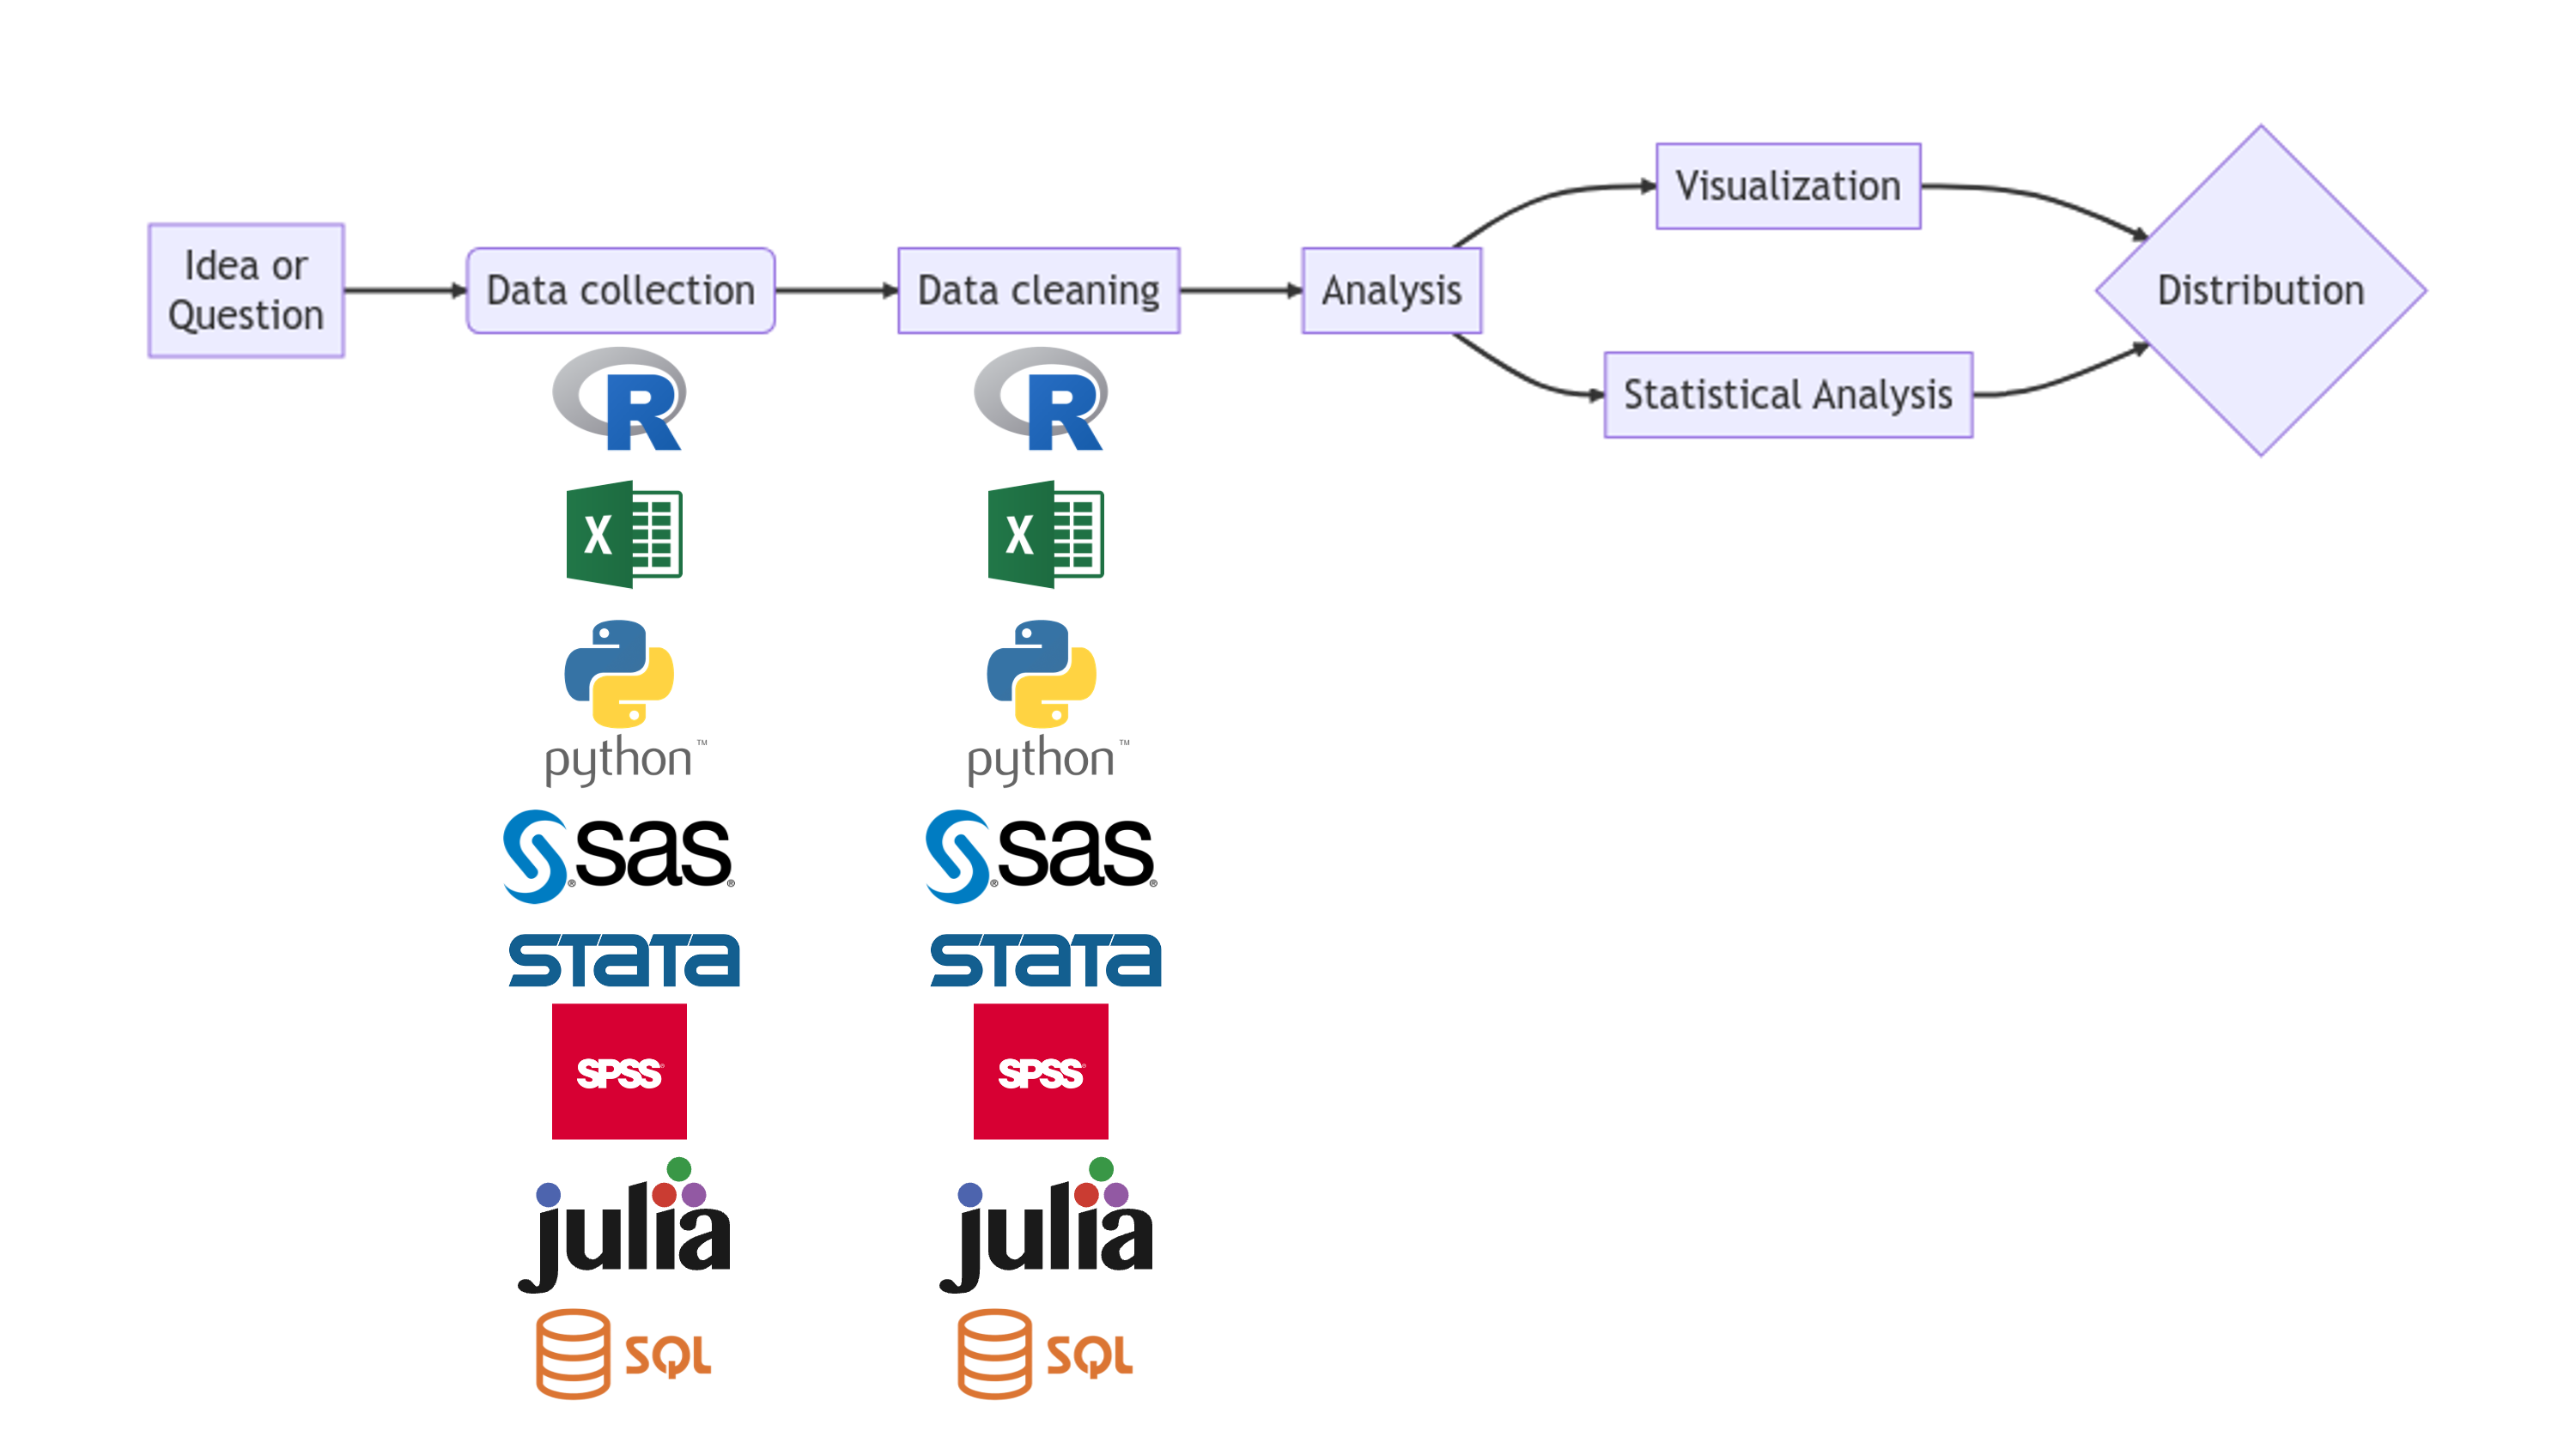 Idea or
Question
Data collection
Data cleaning
Analysis
Visualization
Statistical Analysis
Distribution
R
X
python™
sas®
stata
SPSS
julia
SQL
R
X
python™
sas®
stata
SPSS
julia
SQL